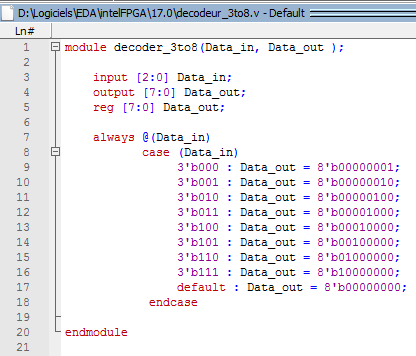 D:\Logiciels\EDA\intelFPGA\17.0\decodeur_3to8.v - Default
Ln#
1 module decoder_3to8(Data_in, Data_out );
2
3 input [2:0] Data_in;
4 output [7:0] Data_out;
5 reg [7:0] Data_out;
6
7 always @(Data_in)
8 case (Data_in)
9 3'b000 : Data_out = 8'b00000001;
10 3'b001 : Data_out = 8'b00000010;
11 3'b010 : Data_out = 8'b00000100;
12 3'b011 : Data_out = 8'b00001000;
13 3'b100 : Data_out = 8'b00010000;
14 3'b101 : Data_out = 8'b00100000;
15 3'b110 : Data_out = 8'b01000000;
16 3'b111 : Data_out = 8'b10000000;
17 default : Data_out = 8'b00000000;
18 endcase
19
20 endmodule
21